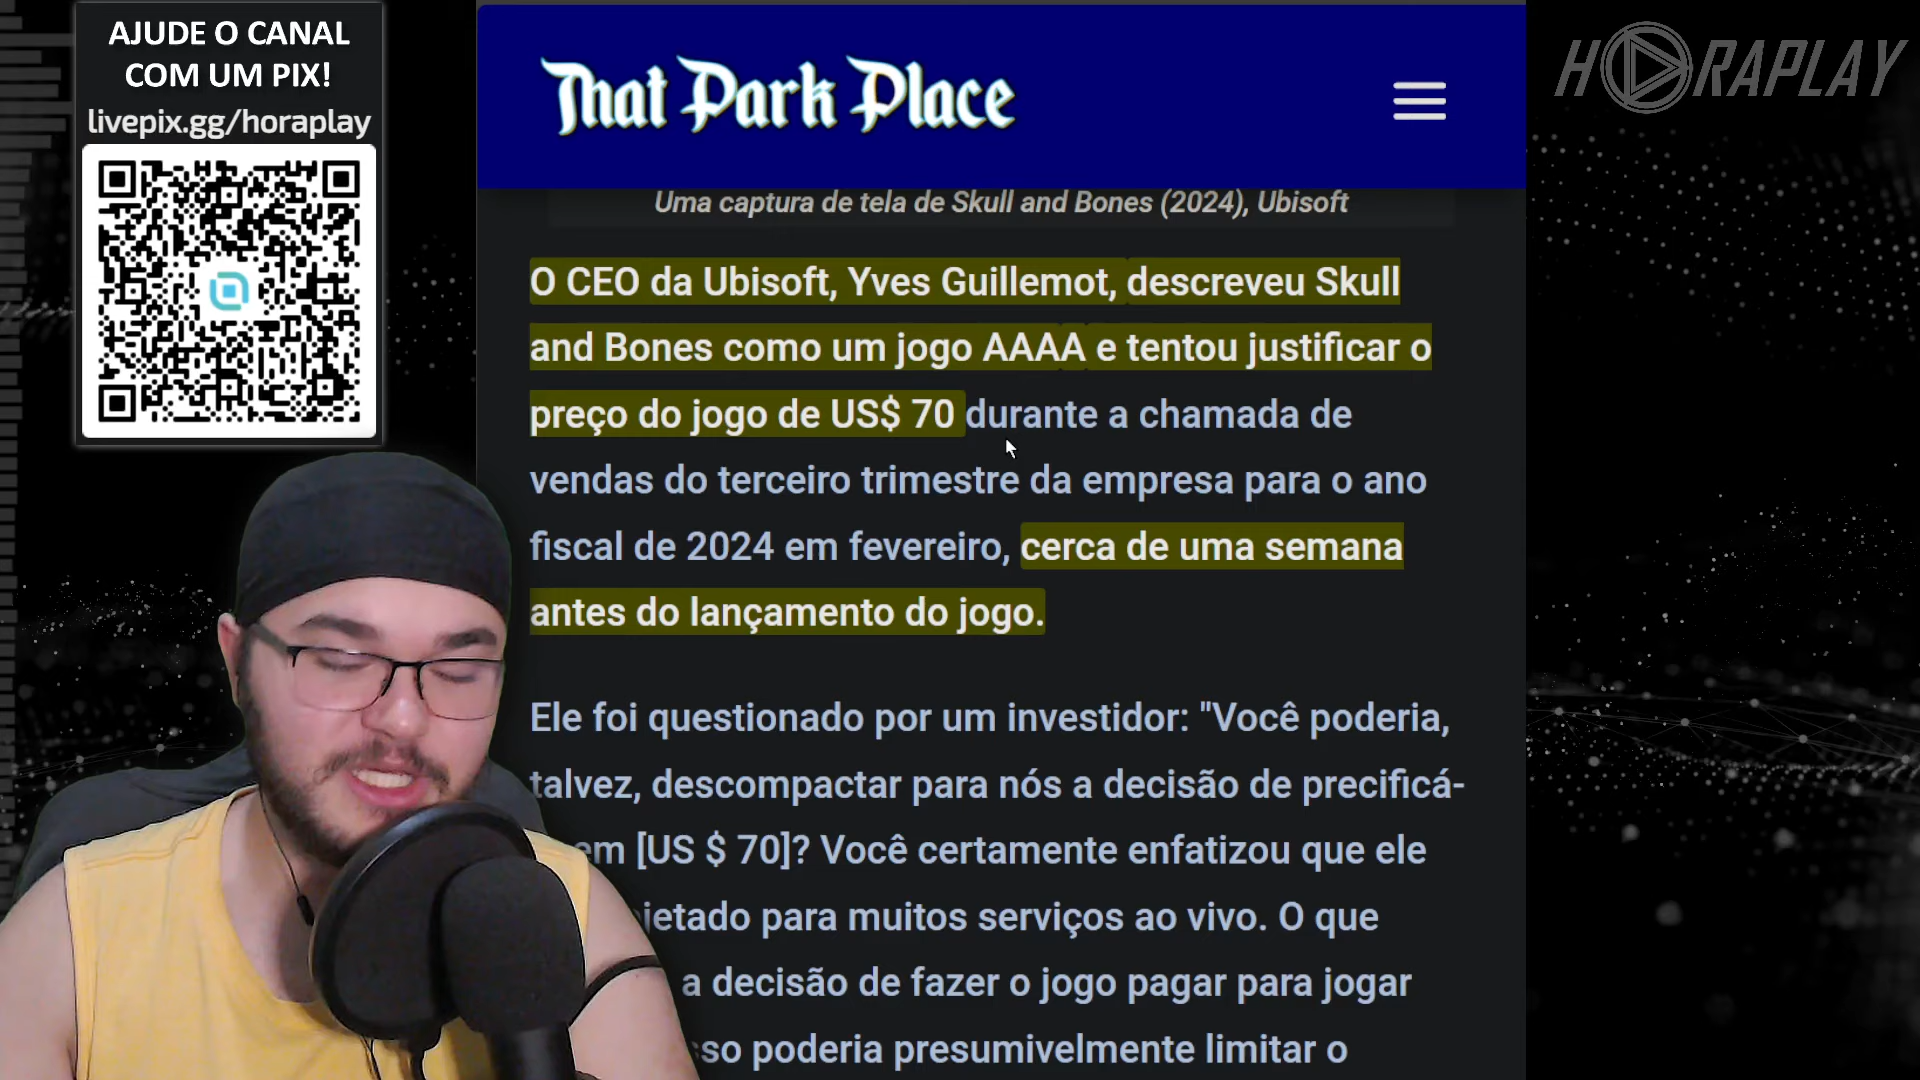 AJUDE O CANAL
COM UM PIX!
livepix.gg/horaplay
That Park Place
HORAPLAY
Uma captura de tela de Skull and Bones (2024), Ubisoft
O CEO da Ubisoft, Yves Guillemot, descreveu Skull
and Bones como um jogo AAAA e tentou justificar o
preço do jogo de US$ 70 durante a chamada de
vendas do terceiro trimestre da empresa para o ano
fiscal de 2024 em fevereiro, cerca de uma semana
antes do lançamento do jogo.
Ele foi questionado por um investidor: "Você poderia,
talvez, descompactar para nós a decisão de precificá-
em [US $ 70]? Você certamente enfatizou que ele
para muitos serviços ao vivo. O que
a decisão de fazer o jogo pagar para jogar
poderia presumivelmente limitar o